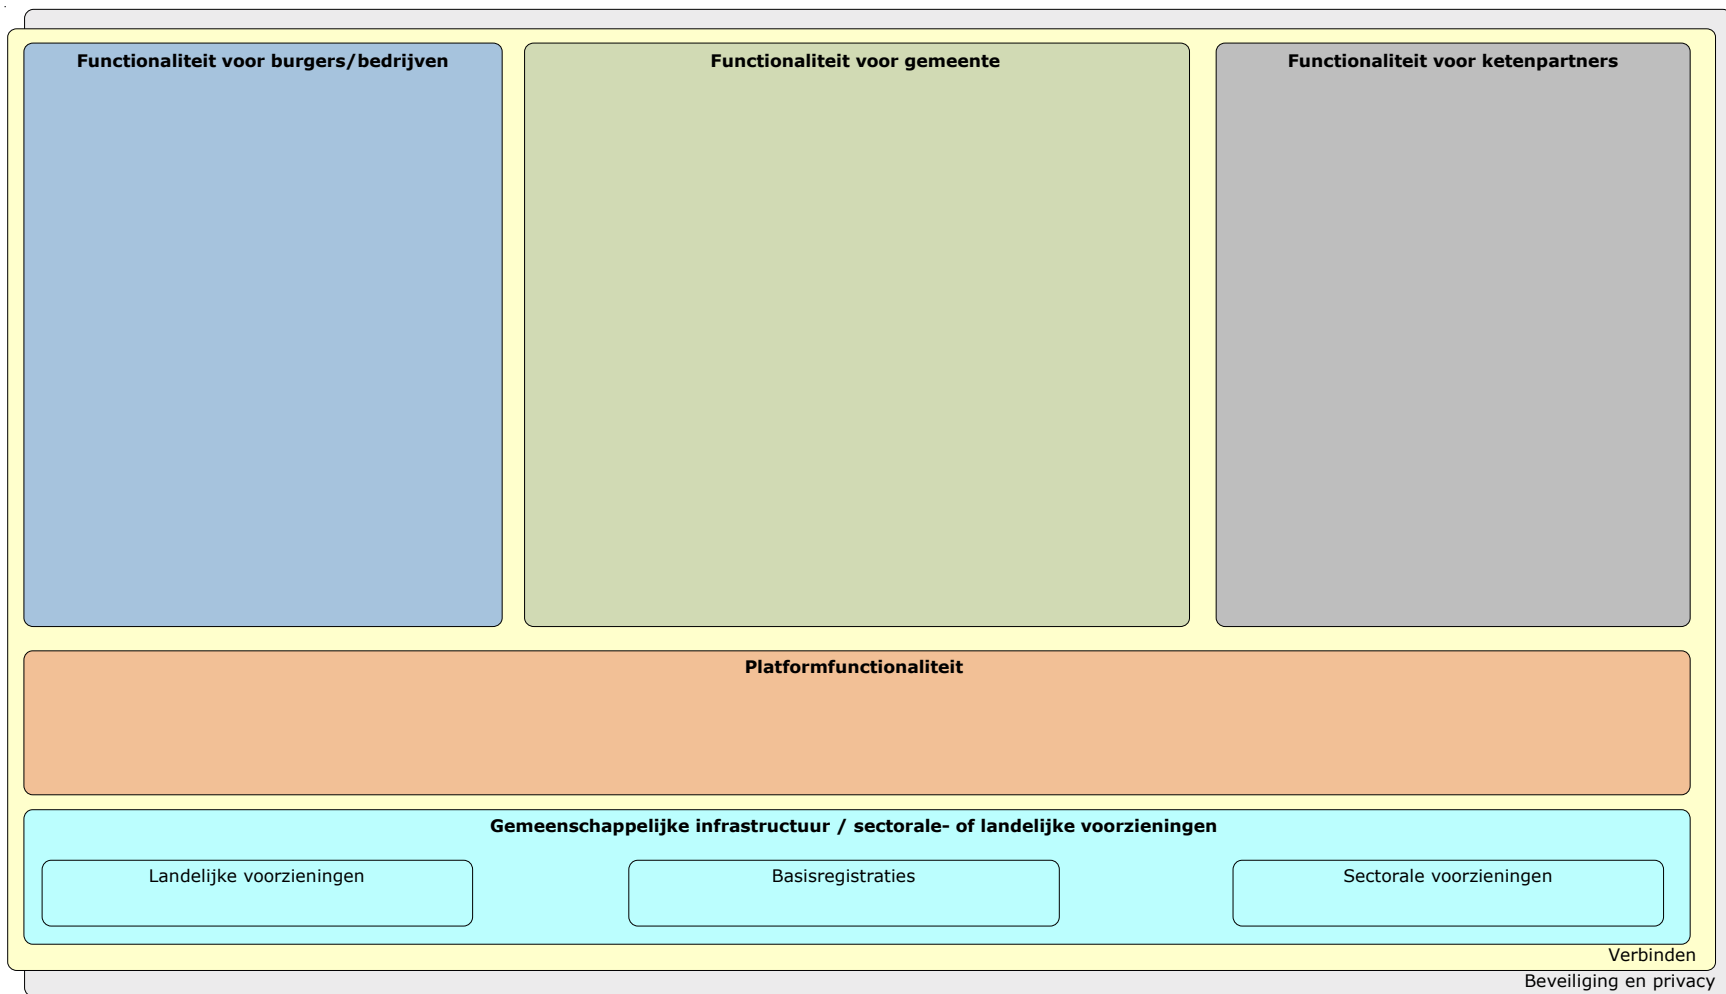 Functionaliteit voor burgers/bedrijven
Functionaliteit voor gemeente
Functionaliteit voor ketenpartners
Platformfunctionaliteit
Gemeenschappelijke infrastructuur / sectorale- of landelijke voorzieningen
Landelijke voorzieningen
Basisregistraties
Sectorale voorzieningen
Verbinden
Beveiliging en privacy